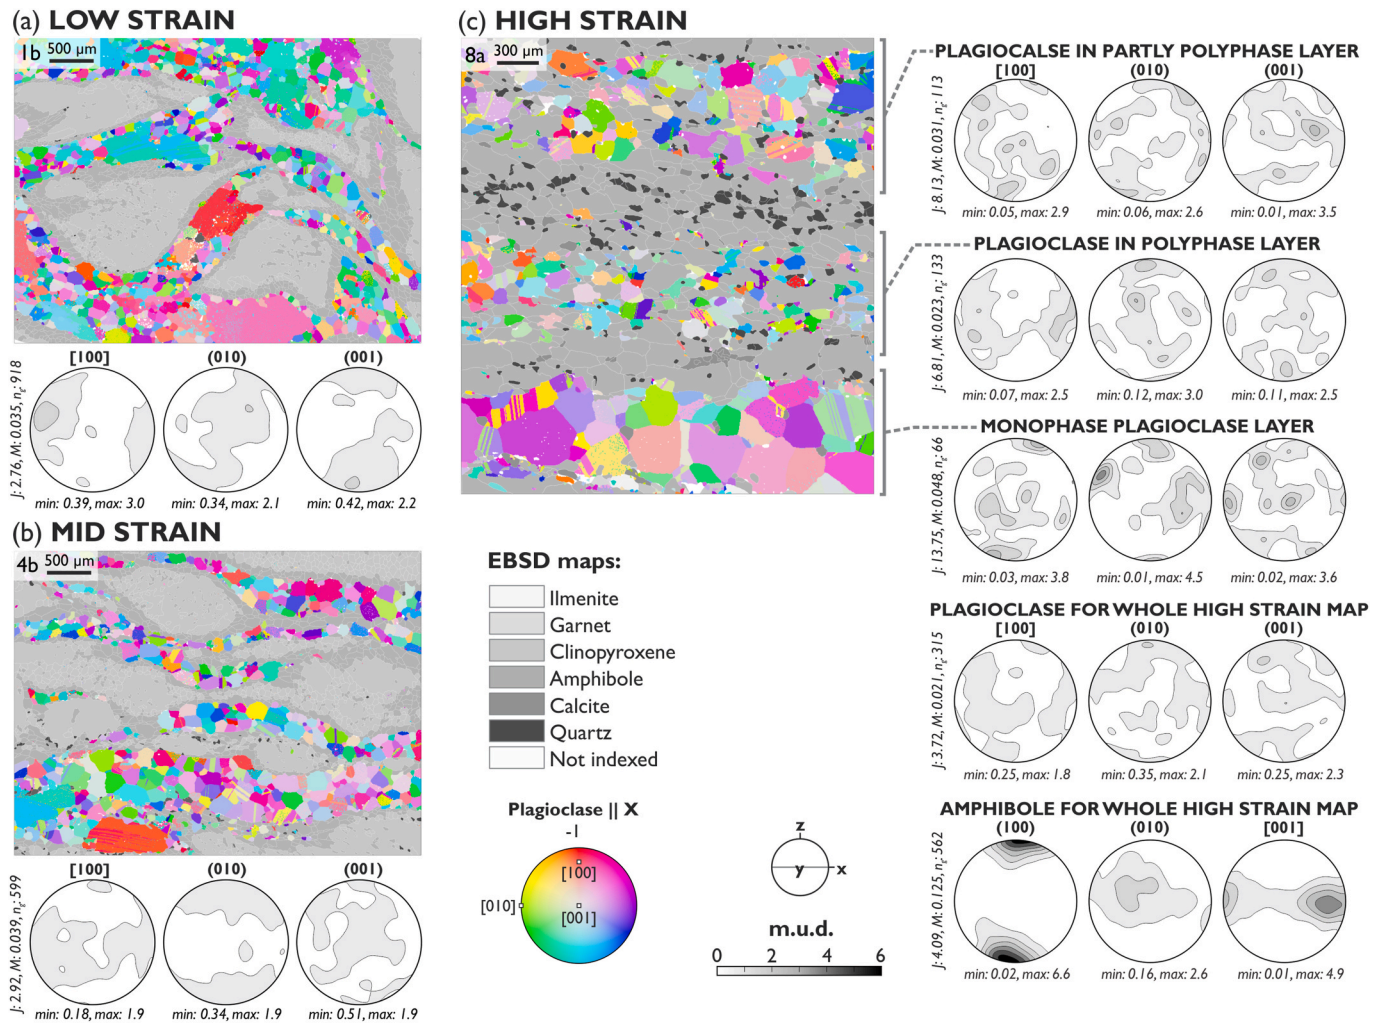 (a) LOW STRAIN
1b 500 µm
[100] (010) (001)
J: 2.76, M: 0.035, nε: 918
min: 0.39, max: 3.0 min: 0.34, max: 2.1 min: 0.42, max: 2.2
(b) MID STRAIN
4b 500 µm
[100] (010) (001)
J: 2.92, M: 0.039, nε: 599
min: 0.18, max: 1.9 min: 0.34, max: 1.9 min: 0.51, max: 1.9
(c) HIGH STRAIN
8a 300 µm
EBSD maps:
Ilmenite
Garnet
Clinopyroxene
Amphibole
Calcite
Quartz
Not indexed
Plagioclase || X
-1
[100]
[010] [001]
z
y x
m.u.d.
0 2 4 6
PLAGIOCALSE IN PARTLY POLYPHASE LAYER
[100] (010) (001)
J: 8.13, M: 0.031, nε: 113
min: 0.05, max: 2.9 min: 0.06, max: 2.6 min: 0.01, max: 3.5
PLAGIOCLASE IN POLYPHASE LAYER
J: 6.81, M: 0.023, nε: 133
min: 0.07, max: 2.5 min: 0.12, max: 3.0 min: 0.11, max: 2.5
MONOPHASE PLAGIOCLASE LAYER
J: 13.75, M: 0.048, nε: 66
min: 0.03, max: 3.8 min: 0.01, max: 4.5 min: 0.02, max: 3.6
PLAGIOCLASE FOR WHOLE HIGH STRAIN MAP
[100] (010) (001)
J: 3.72, M: 0.021, nε: 315
min: 0.25, max: 1.8 min: 0.35, max: 2.1 min: 0.25, max: 2.3
AMPHIBOLE FOR WHOLE HIGH STRAIN MAP
(100) (010) [001]
J: 4.09, M: 0.125, nε: 562
min: 0.02, max: 6.6 min: 0.16, max: 2.6 min: 0.01, max: 4.9